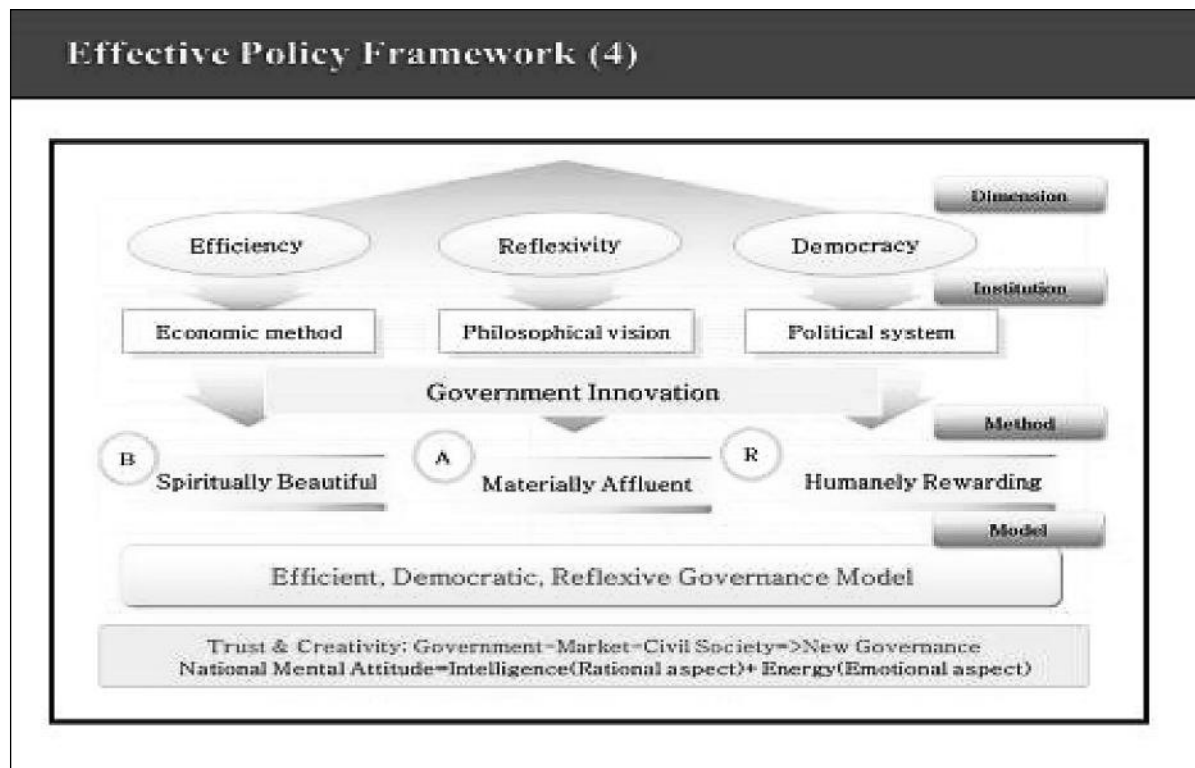 Effective Policy Framework (4)
Dimension
Efficiency
Reflexivity
Democracy
Institution
Economic method
Philosophical vision
Political system
Government Innovation
Method
B
Spiritually Beautiful
A
Materially Affluent
R
Humanely Rewarding
Model
Efficient, Democratic, Reflexive Governance Model
Trust & Creativity: Government-Market-Civil Society=>New Governance
National Mental Attitude=Intelligence(Rational aspect)+ Energy(Emotional aspect)